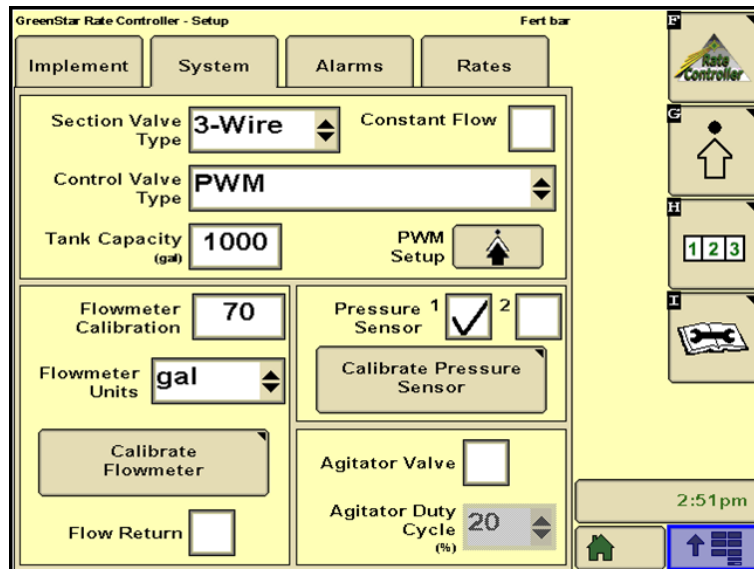 GreenStar Rate Controller - Setup
Fert bar
Implement
System
Alarms
Rates
Section Valve
Type
3-Wire
Constant Flow
Control Valve
Type
PWM
Tank Capacity
(gal)
1000
PWM
Setup
Flowmeter
Calibration
70
Flowmeter
Units
gal
Calibrate
Flowmeter
Flow Return
Pressure
Sensor
1
2
Calibrate Pressure
Sensor
Agitator Valve
Agitator Duty
Cycle
(%)
20
F
Rate
Controller
G
H
1 2 3
I
2:51pm